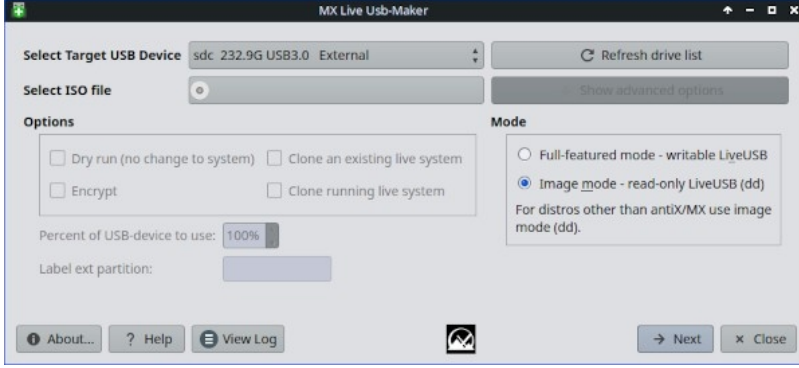 MX Live Usb-Maker
Select Target USB Device sdc 232.9G USB3.0 External Refresh drive list
Select ISO file Show advanced options
Options Mode
Dry run (no change to system) Clone an existing live system Full-featured mode - writable LiveUSB
Encrypt Clone running live system Image mode - read-only LiveUSB (dd)
For distros other than antiX/MX use image
mode (dd).
Percent of USB-device to use: 100%
Label ext partition:
About... ? Help View Log Next Close